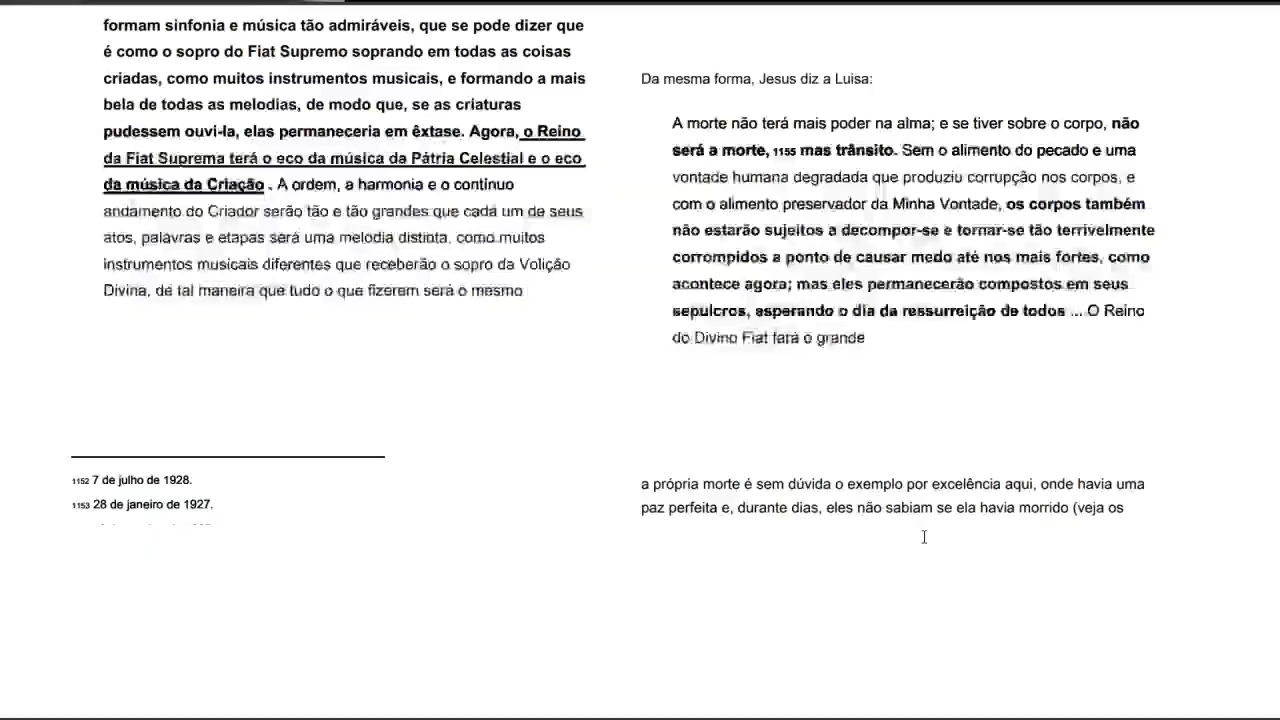 formam sinfonia e música tão admiráveis, que se pode dizer que
é como o sopro do Fiat Supremo soprando em todas as coisas
criadas, como muitos instrumentos musicais, e formando a mais
bela de todas as melodias, de modo que, se as criaturas
pudessem ouvi-la, elas permaneceria em êxtase. Agora, o Reino
da Fiat Suprema terá o eco da música da Pátria Celestial e o eco
da música da Criação . A ordem, a harmonia e o contínuo
andamento do Criador serão tão e tão grandes que cada um de seus
atos, palavras e etapas será uma melodia distinta, como muitos
instrumentos musicais diferentes que receberão o sopro da Volição
Divina, de tal maneira que tudo o que fizerem será o mesmo
1152 7 de julho de 1928.
1153 28 de janeiro de 1927.
Da mesma forma, Jesus diz a Luisa:
A morte não terá mais poder na alma; e se tiver sobre o corpo, não
será a morte, 1155 mas trânsito. Sem o alimento do pecado e uma
vontade humana degradada que produziu corrupção nos corpos, e
com o alimento preservador da Minha Vontade, os corpos também
não estarão sujeitos a decompor-se e tornar-se tão terrivelmente
corrompidos a ponto de causar medo até nos mais fortes, como
acontece agora; mas eles permanecerão compostos em seus
sepulcros, esperando o dia da ressurreição de todos ... O Reino
do Divino Fiat fará o grande
a própria morte é sem dúvida o exemplo por excelência aqui, onde havia uma
paz perfeita e, durante dias, eles não sabiam se ela havia morrido (veja os